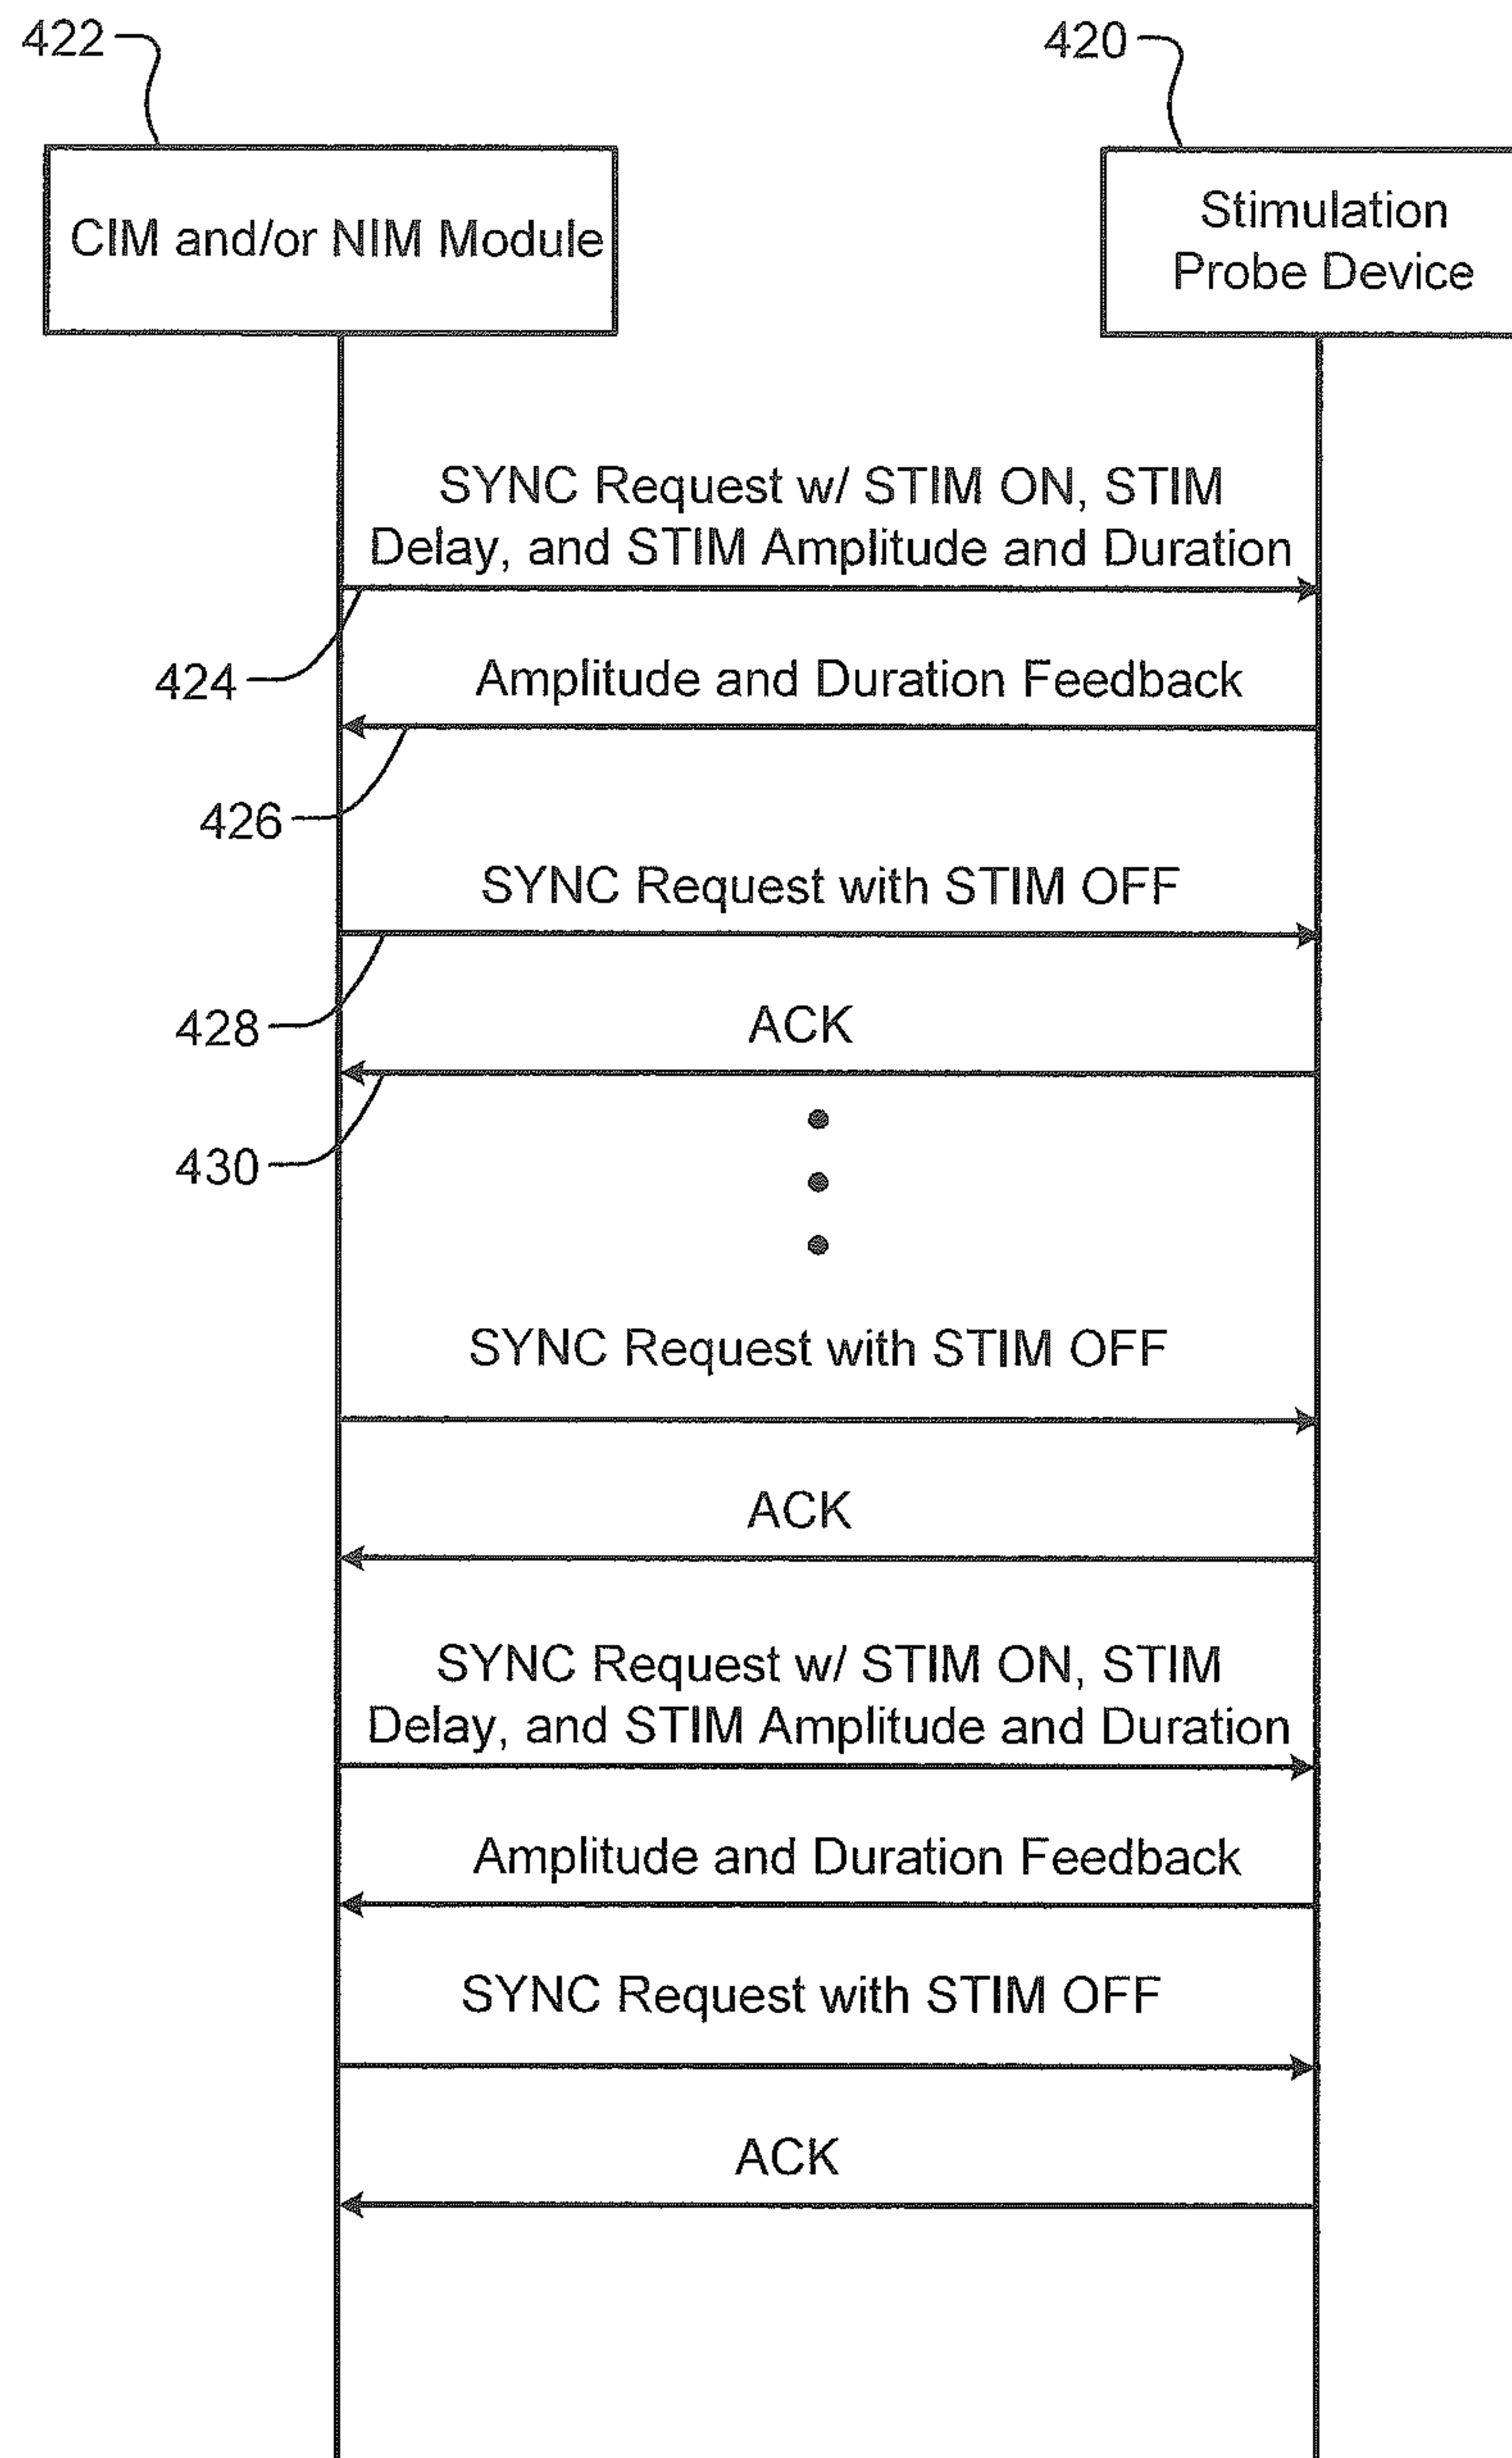 422
420
CIM and/or NIM Module
Stimulation
Probe Device
SYNC Request w/ STIM ON, STIM
Delay, and STIM Amplitude and Duration
424
Amplitude and Duration Feedback
426
SYNC Request with STIM OFF
428
ACK
430
SYNC Request with STIM OFF
ACK
SYNC Request w/ STIM ON, STIM
Delay, and STIM Amplitude and Duration
Amplitude and Duration Feedback
SYNC Request with STIM OFF
ACK